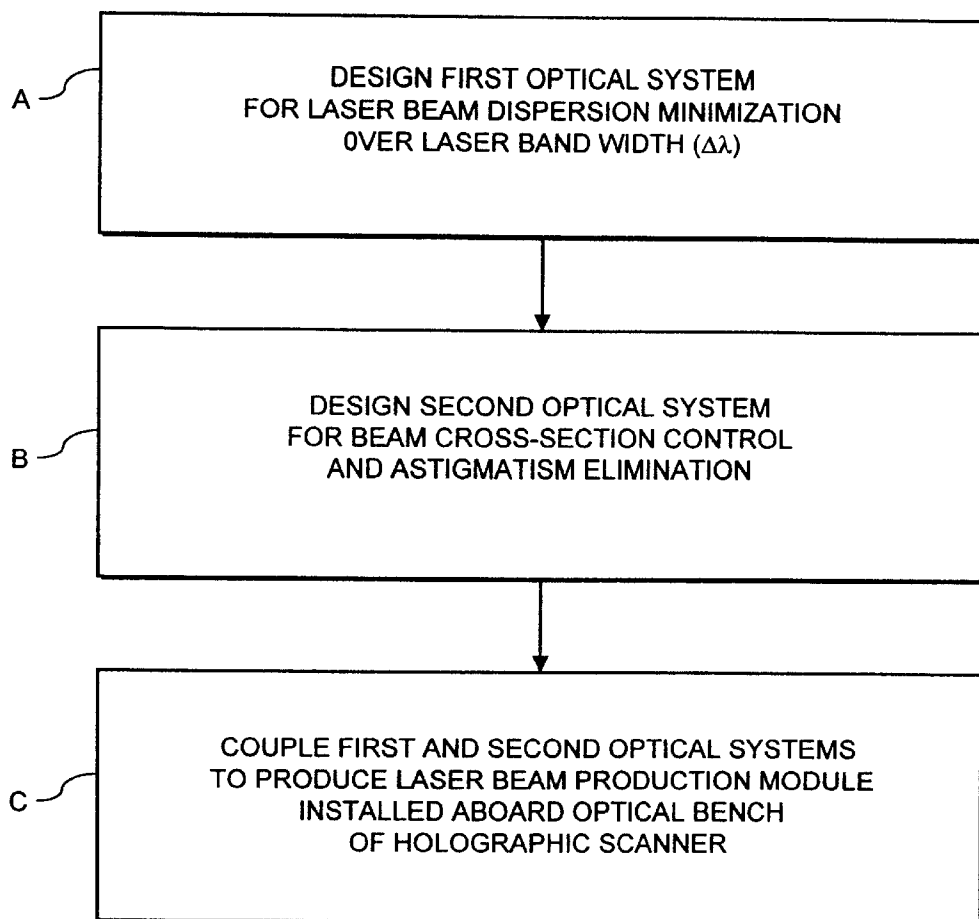 A
DESIGN FIRST OPTICAL SYSTEM
FOR LASER BEAM DISPERSION MINIMIZATION
0VER LASER BAND WIDTH (Δλ)
B
DESIGN SECOND OPTICAL SYSTEM
FOR BEAM CROSS-SECTION CONTROL
AND ASTIGMATISM ELIMINATION
C
COUPLE FIRST AND SECOND OPTICAL SYSTEMS
TO PRODUCE LASER BEAM PRODUCTION MODULE
INSTALLED ABOARD OPTICAL BENCH
OF HOLOGRAPHIC SCANNER